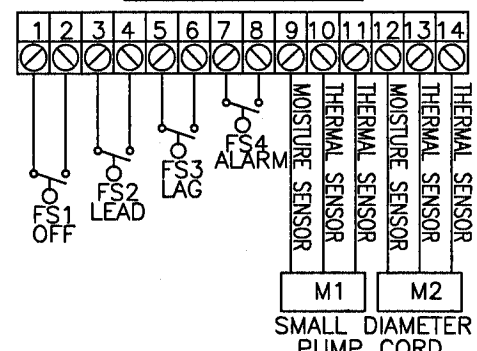 1 2 3 4 5 6 7 8 9 10 11 12 13 14
FS1
OFF
FS2
LEAD
FS3
LAG
FS4
ALARM
MOISTURE SENSOR
THERMAL SENSOR
THERMAL SENSOR
MOISTURE SENSOR
THERMAL SENSOR
THERMAL SENSOR
M1 M2
SMALL DIAMETER
PUMP CORD